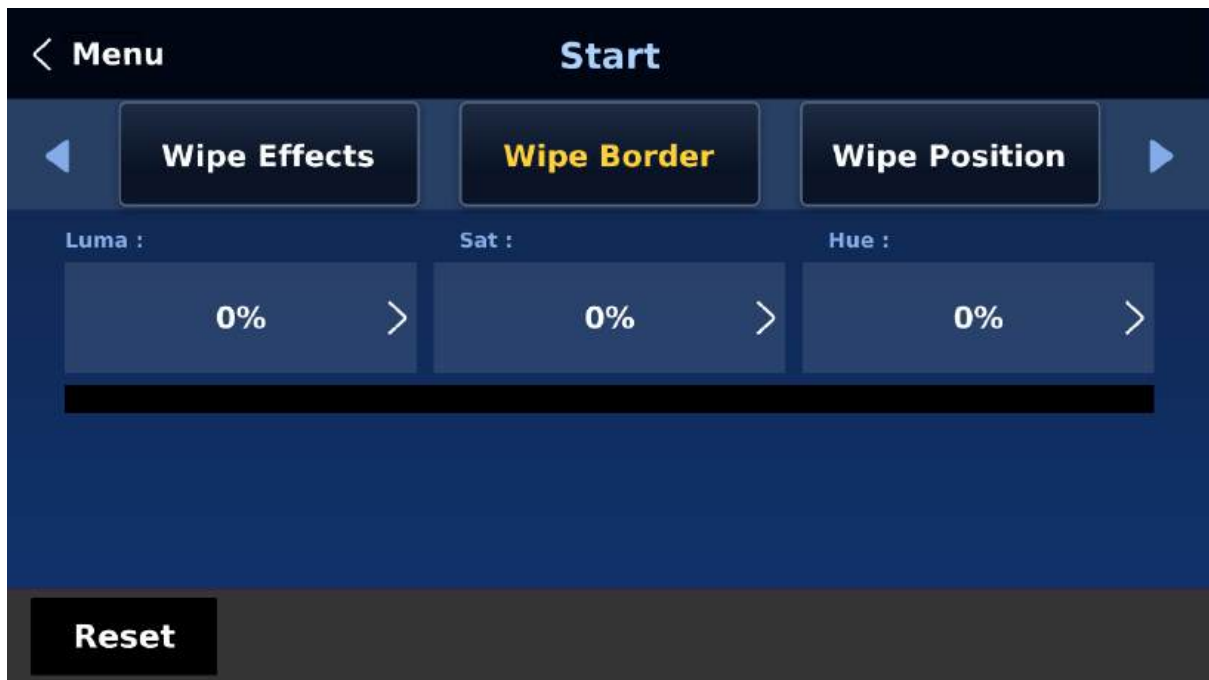 Menu
Start
Wipe Effects
Wipe Border
Wipe Position
Luma :
Sat :
Hue :
0%
0%
0%
Reset